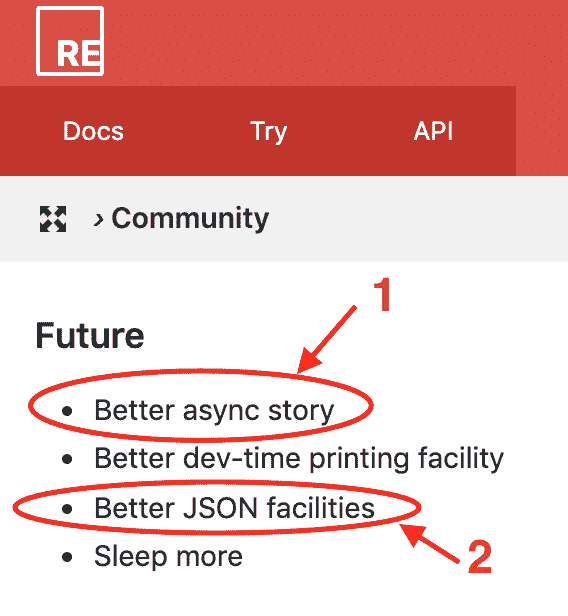 RE
Docs Try API
› Community
1
Future
• Better async story
• Better dev-time printing facility
• Better JSON facilities
• Sleep more
2